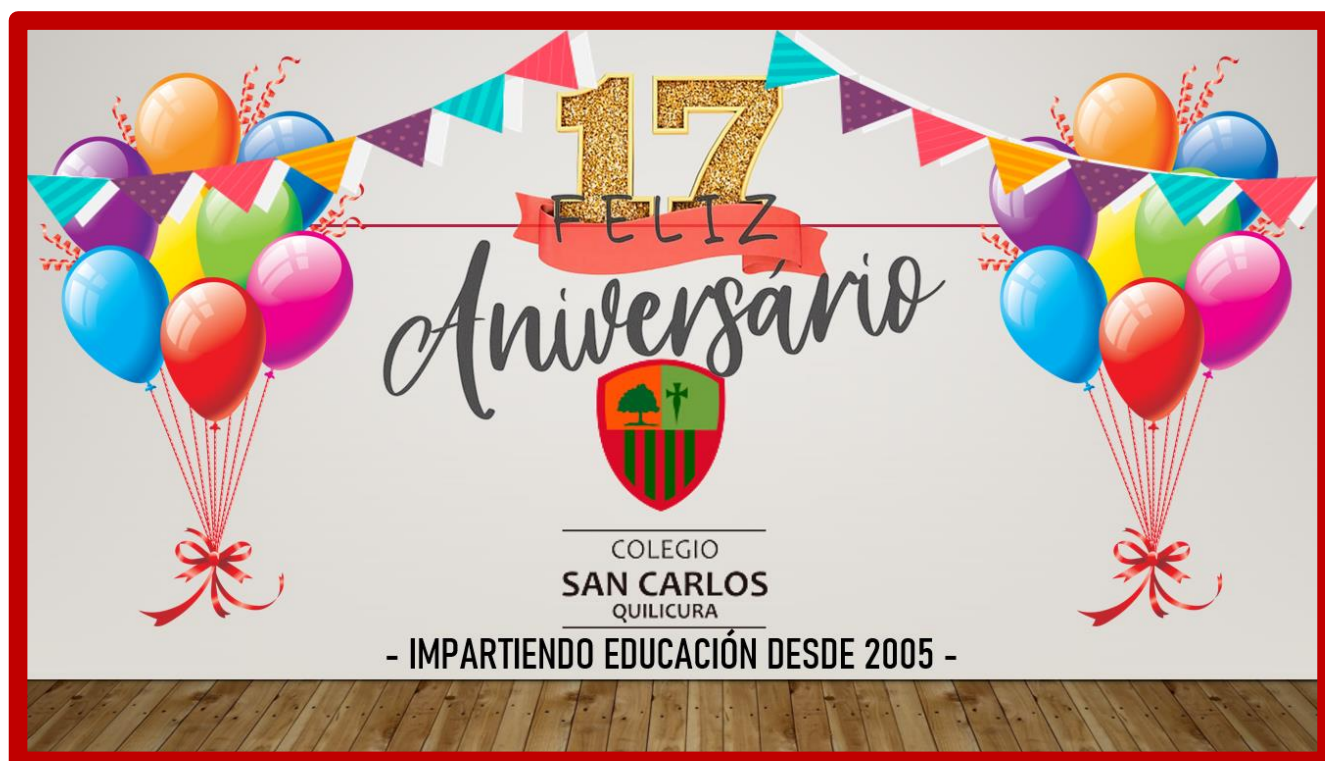 17
FELIZ
Aniversário
COLEGIO
SAN CARLOS
QUILICURA
- IMPARTIENDO EDUCACIÓN DESDE 2005 -